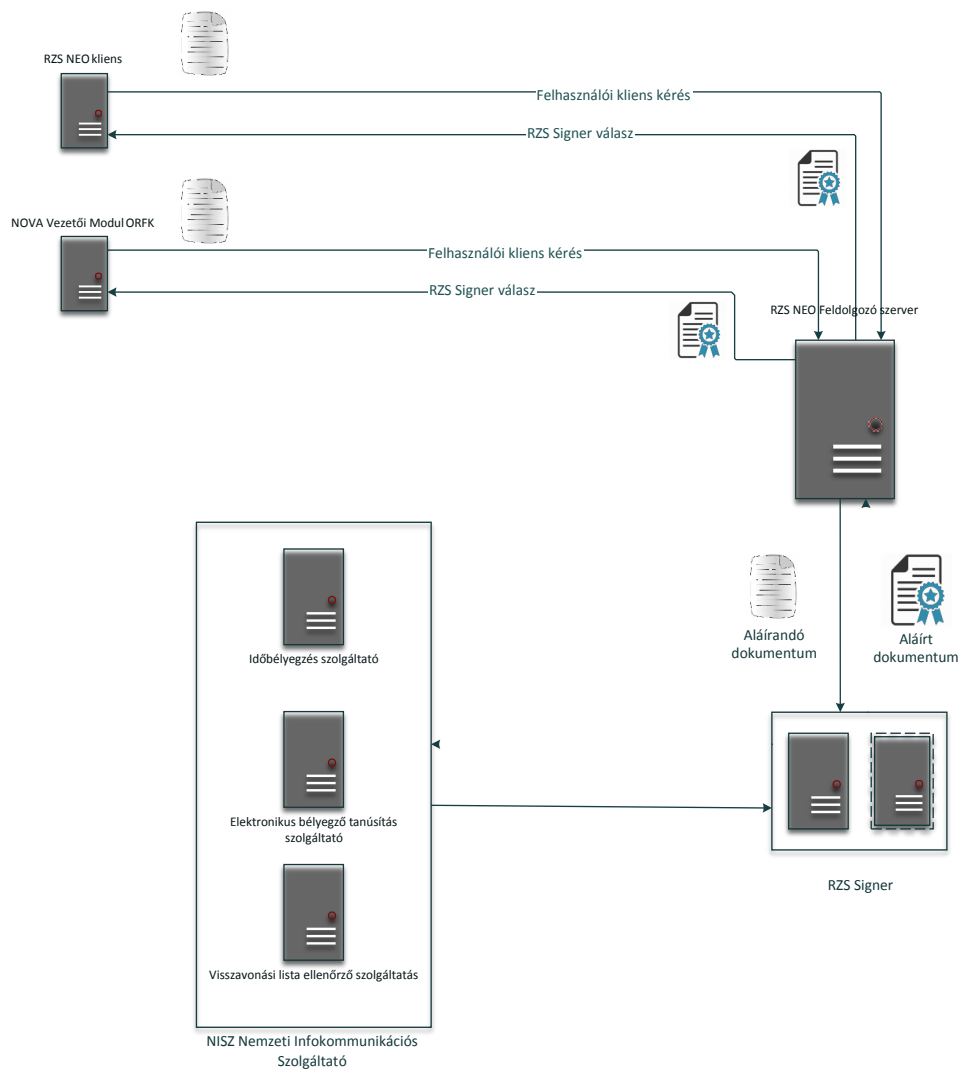 RZS NEO kliens
Felhasználói kliens kérés
RZS Signer válasz
NOVA Vezetői Modul ORFK
Felhasználói kliens kérés
RZS Signer válasz
RZS NEO Feldolgozó szerver
Aláírandó
dokumentum
Aláírt
dokumentum
Időbélyegzés szolgáltató
Elektronikus bélyegző tanúsítás
szolgáltató
Visszavonási lista ellenőrző szolgáltatás
RZS Signer
NISZ Nemzeti Infokommunikációs
Szolgáltató